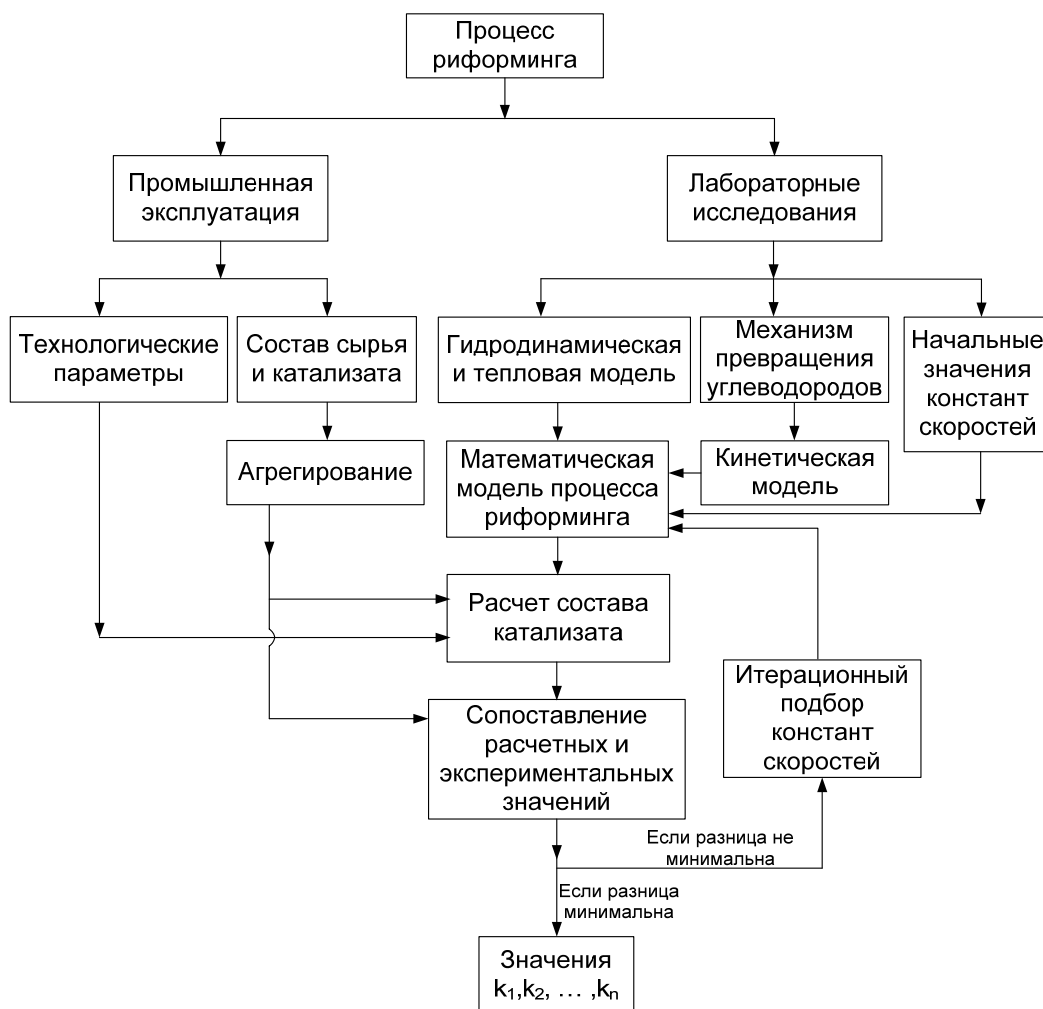 Процесс
риформинга
Промышленная
эксплуатация
Лабораторные
исследования
Технологические
параметры
Состав сырья
и катализата
Гидродинамическая
и тепловая модель
Механизм
превращения
углеводородов
Начальные
значения
констант
скоростей
Агрегирование
Математическая
модель процесса
риформинга
Кинетическая
модель
Расчет состава
катализата
Итерационный
подбор
констант
скоростей
Сопоставление
расчетных и
экспериментальных
значений
Если разница не
минимальна
Если разница
минимальна
Значения
k₁,k₂, … ,kₙ